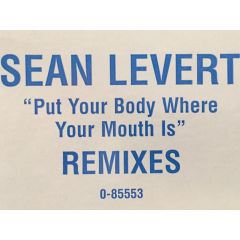 SEAN LEVERT
“Put Your Body Where
Your Mouth Is”
REMIXES
0-85553